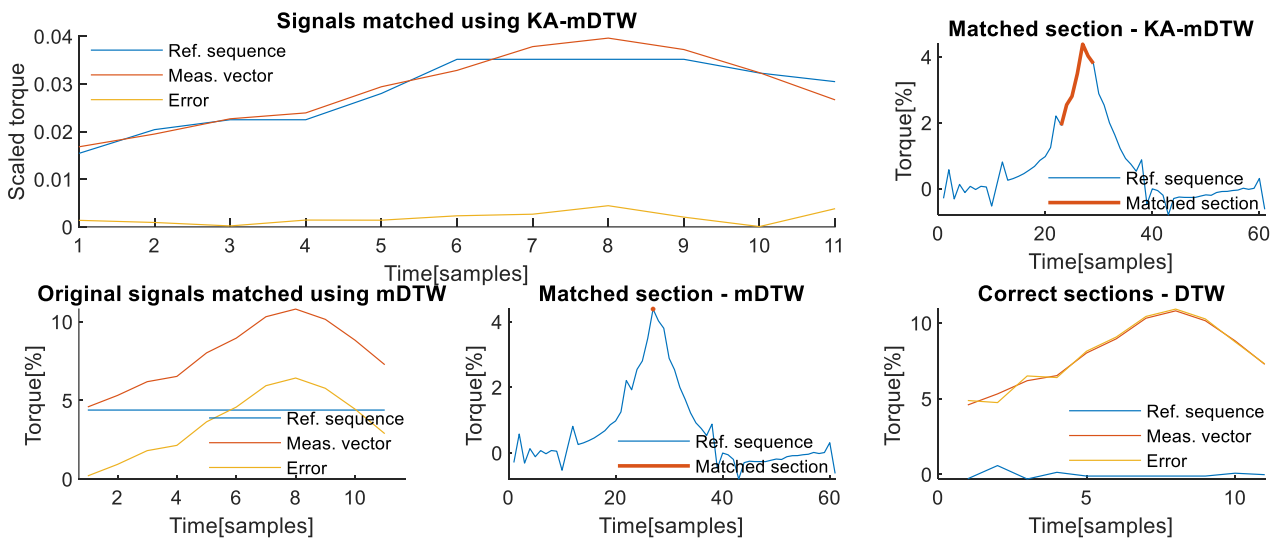 Signals matched using KA-mDTW
0.04
0.03
0.02
0.01
0
Scaled torque
Ref. sequence
Meas. vector
Error
1 2 3 4 5 6 7 8 9 10 11
Time[samples]
Matched section - KA-mDTW
4
2
0
Torque[%]
Ref. sequence
Matched section
0 20 40 60
Time[samples]
Original signals matched using mDTW
10
5
0
Torque[%]
Ref. sequence
Meas. vector
Error
2 4 6 8 10
Time[samples]
Matched section - mDTW
4
2
0
Torque[%]
Ref. sequence
Matched section
0 20 40 60
Time[samples]
Correct sections - DTW
10
5
0
Torque[%]
Ref. sequence
Meas. vector
Error
0 5 10
Time[samples]